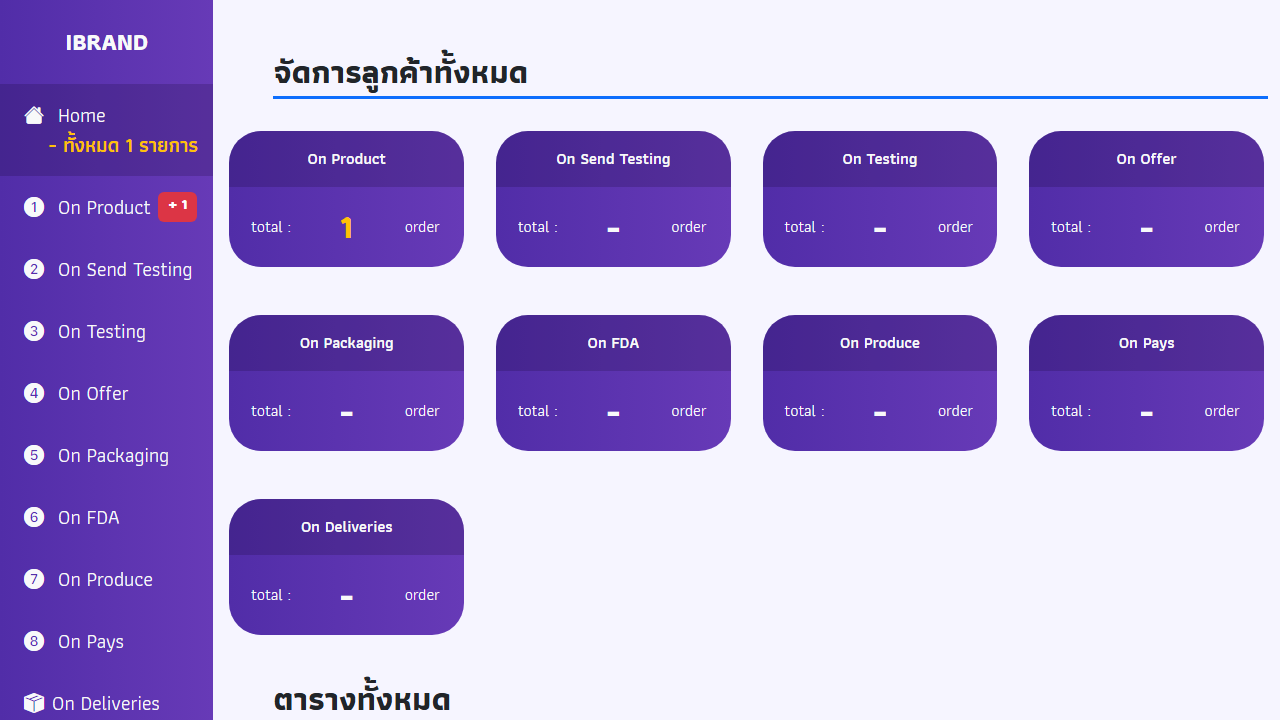 IBRAND
Home
- ทั้งหมด 1 รายการ
1 On Product + 1
2 On Send Testing
3 On Testing
4 On Offer
5 On Packaging
6 On FDA
7 On Produce
8 On Pays
On Deliveries
จัดการลูกค้าทั้งหมด
On Product
total : 1 order
On Send Testing
total : - order
On Testing
total : - order
On Offer
total : - order
On Packaging
total : - order
On FDA
total : - order
On Produce
total : - order
On Pays
total : - order
On Deliveries
total : - order
ตารางทั้งหมด